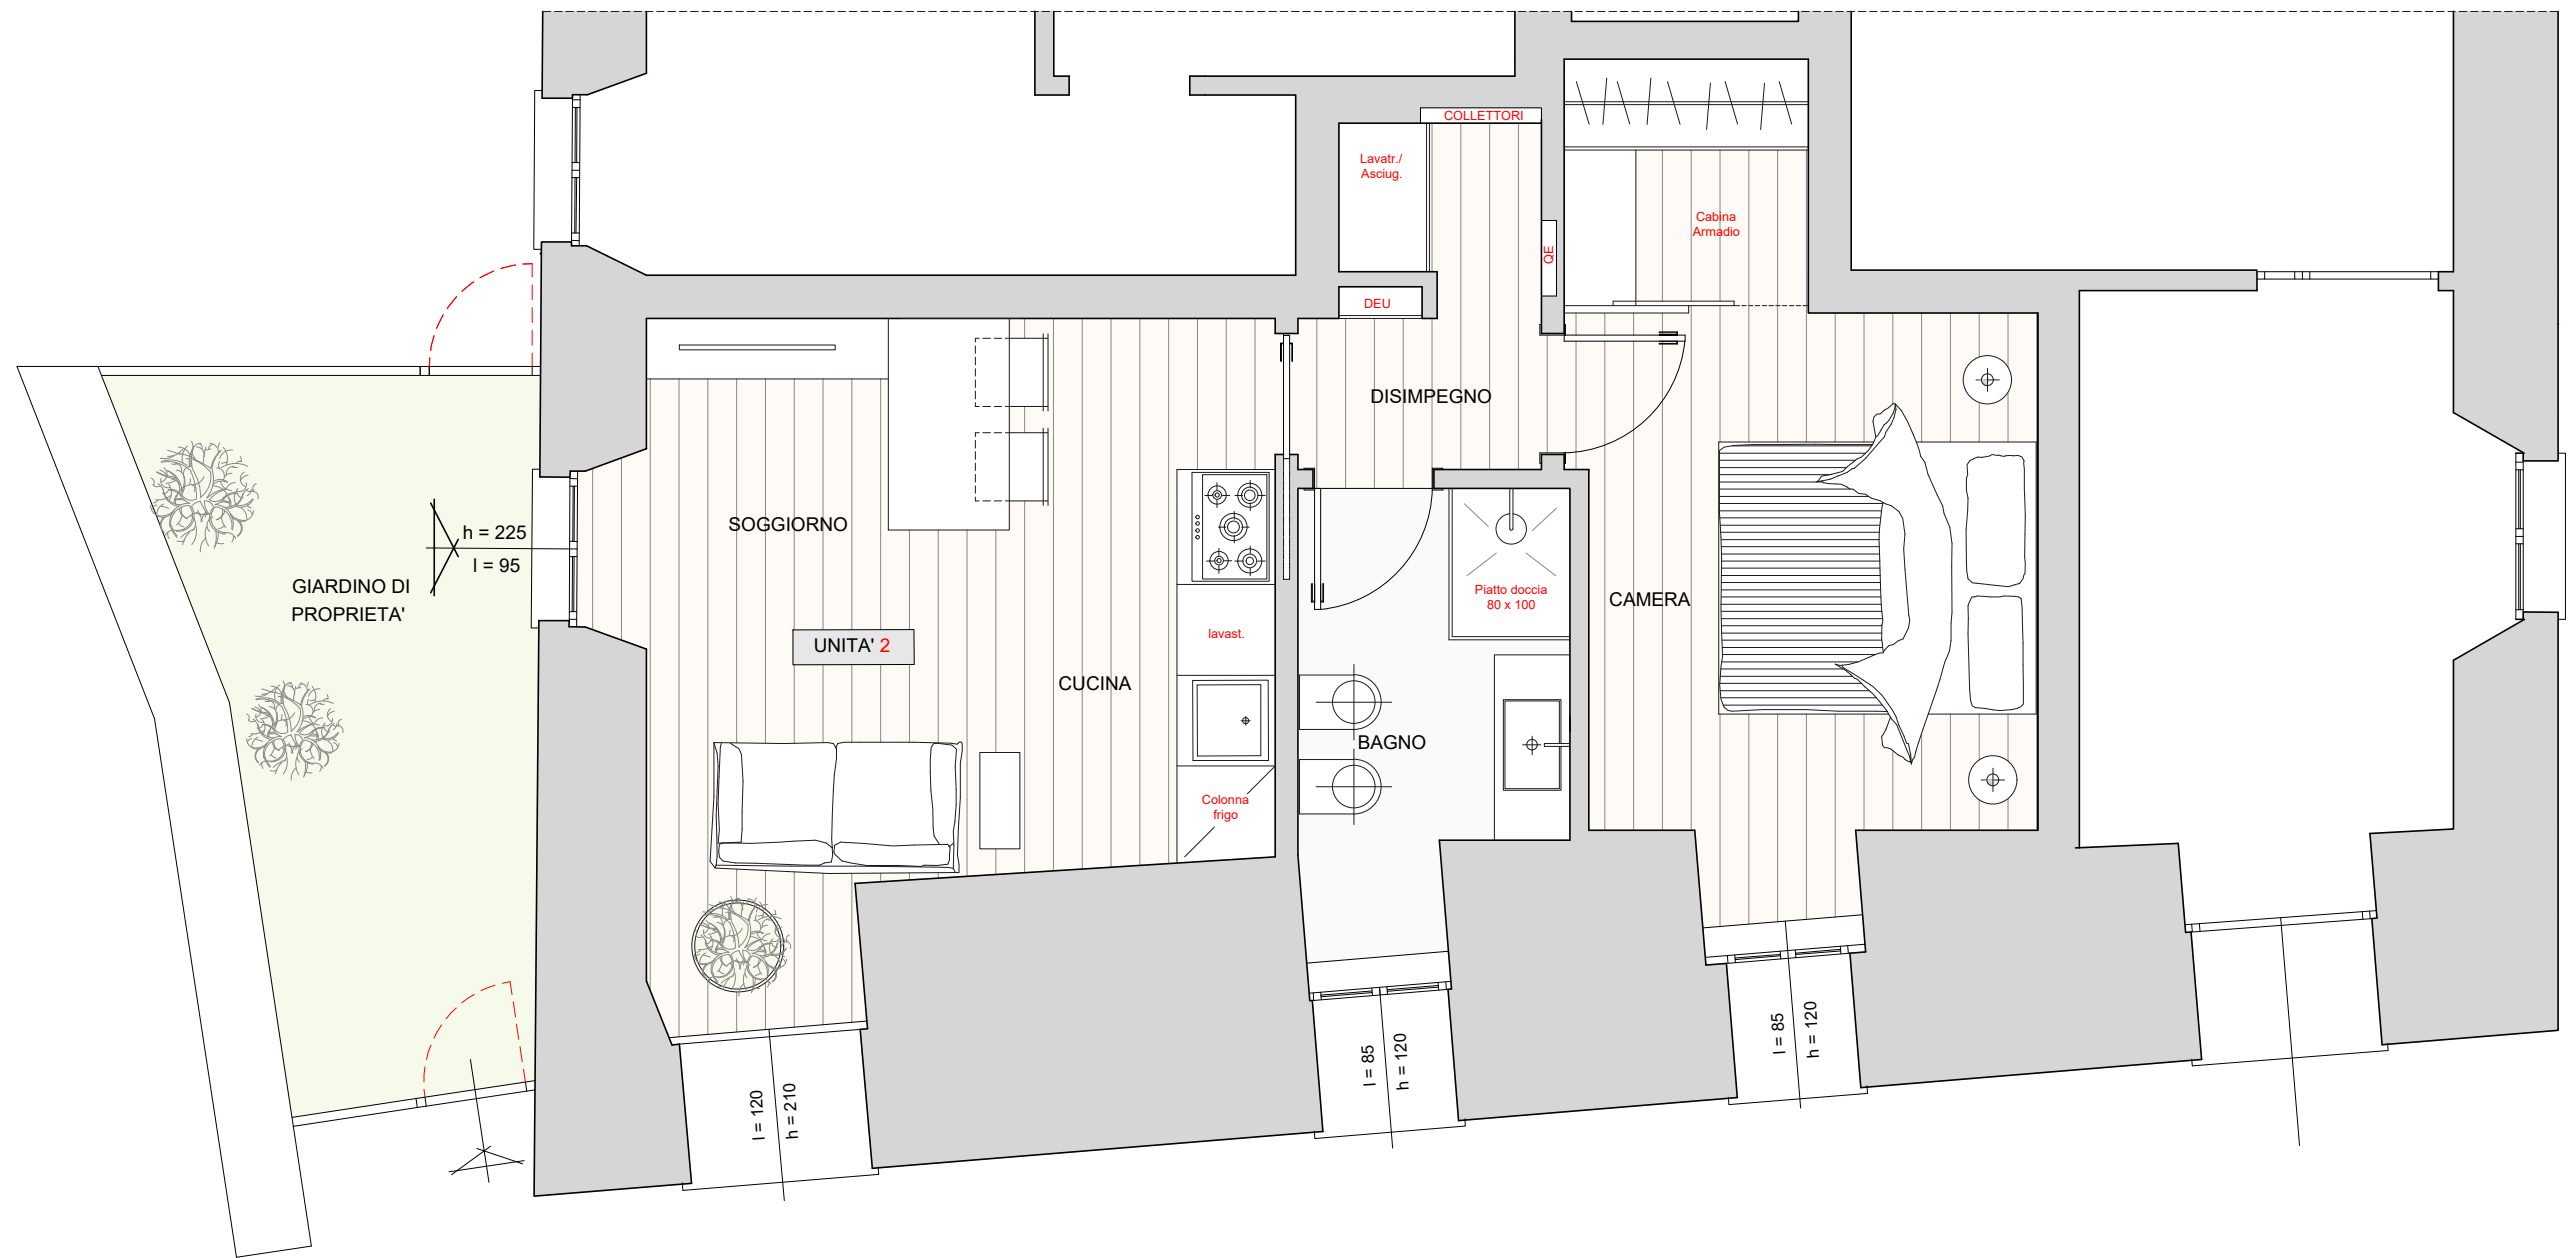 COLLETTORI
Lavatr./
Asciug.
Cabina
Armadio
QE
DEU
DISIMPEGNO
SOGGIORNO
h = 225
l = 95
GIARDINO DI
PROPRIETA'
Piatto doccia
80 x 100
CAMERA
UNITA' 2
lavast.
CUCINA
BAGNO
Colonna
frigo
l = 120
h = 210
l = 85
h = 120
l = 85
h = 120